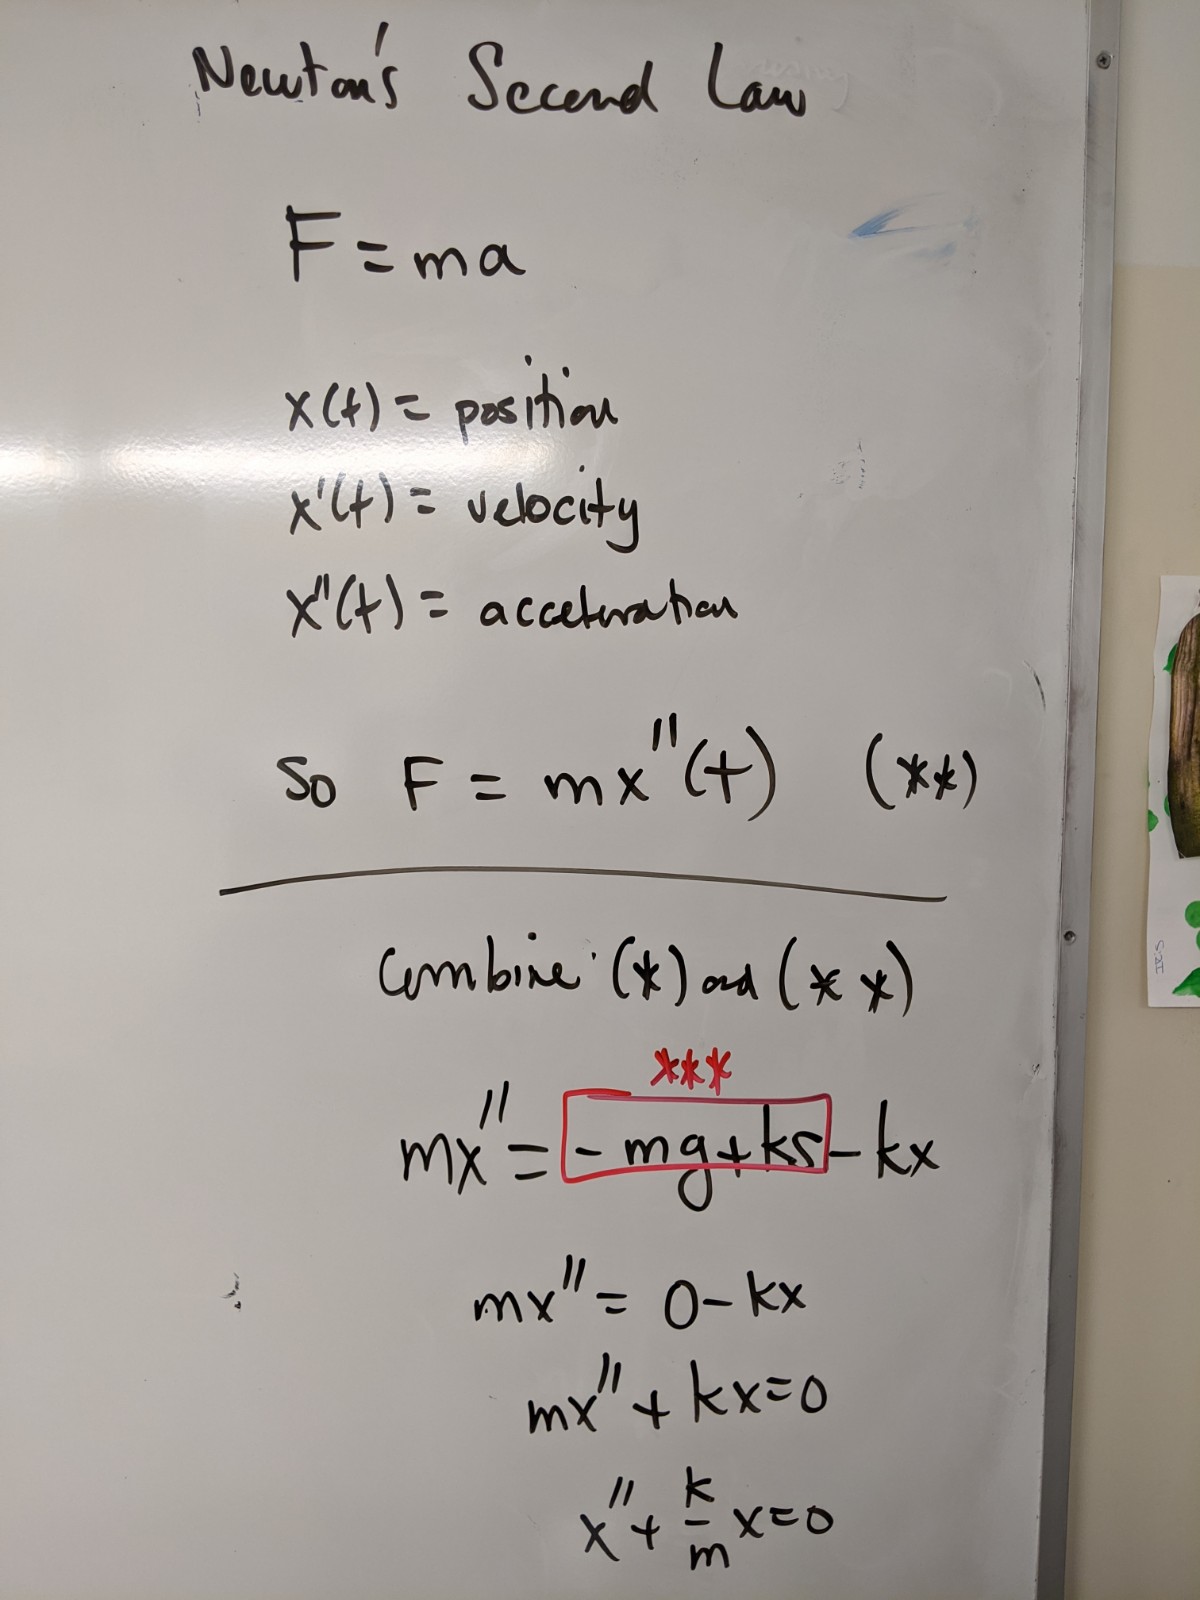 Newton's Second Law
F = ma
x(t) = position
x'(t) = velocity
x"(t) = acceleration
So F = mx"(t) (**)
Combine (*) and (**)
***
mx" = -mg+ks - kx
mx" = 0 - kx
mx" + kx = 0
x" + k/m x = 0
IRIS